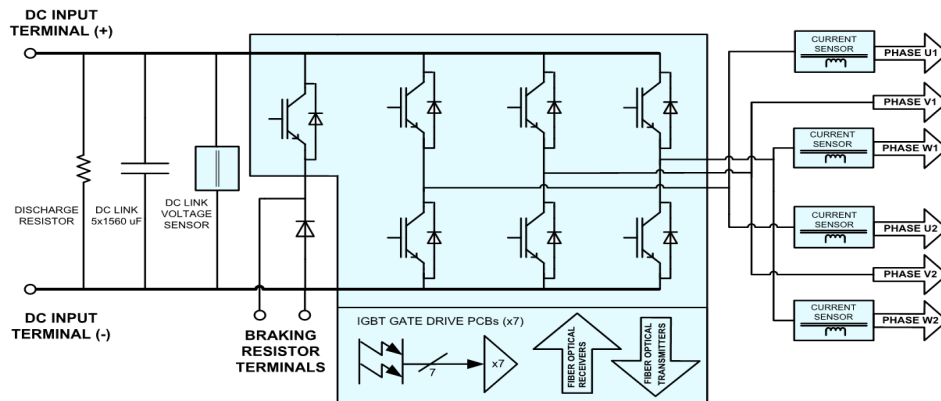 DC INPUT
TERMINAL (+)
DISCHARGE
RESISTOR
DC LINK
5x1560 uF
DC LINK
VOLTAGE
SENSOR
DC INPUT
TERMINAL (-)
BRAKING
RESISTOR
TERMINALS
IGBT GATE DRIVE PCBs (x7)
7
x7
FIBER OPTICAL
RECEIVERS
FIBER OPTICAL
TRANSMITTERS
CURRENT
SENSOR
PHASE U1
PHASE V1
CURRENT
SENSOR
PHASE W1
CURRENT
SENSOR
PHASE U2
PHASE V2
CURRENT
SENSOR
PHASE W2